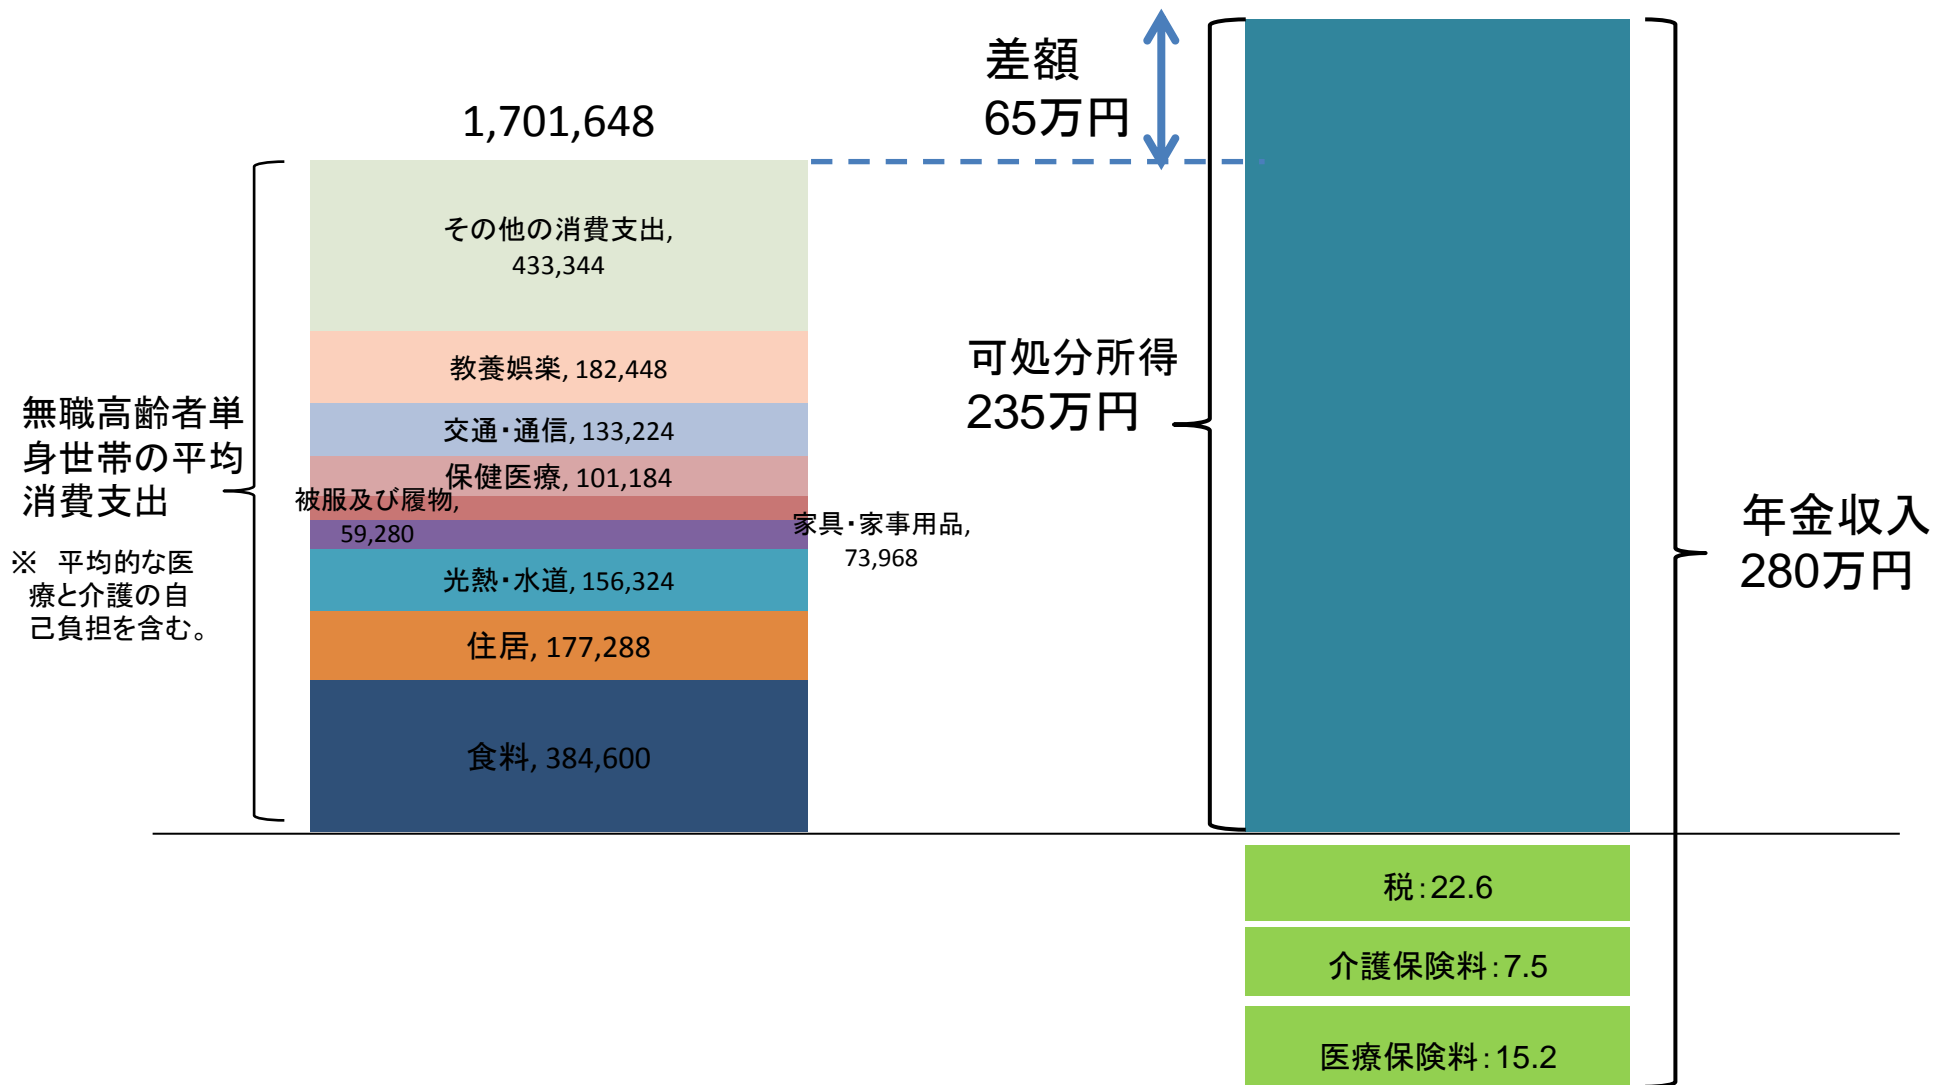 差額
65万円
1,701,648
その他の消費支出,
433,344
教養娯楽, 182,448
交通・通信, 133,224
保健医療, 101,184
被服及び履物,
59,280
家具・家事用品,
73,968
光熱・水道, 156,324
住居, 177,288
食料, 384,600
無職高齢者単
身世帯の平均
消費支出
※ 平均的な医
療と介護の自
己負担を含む。
可処分所得
235万円
年金収入
280万円
税:22.6
介護保険料:7.5
医療保険料:15.2